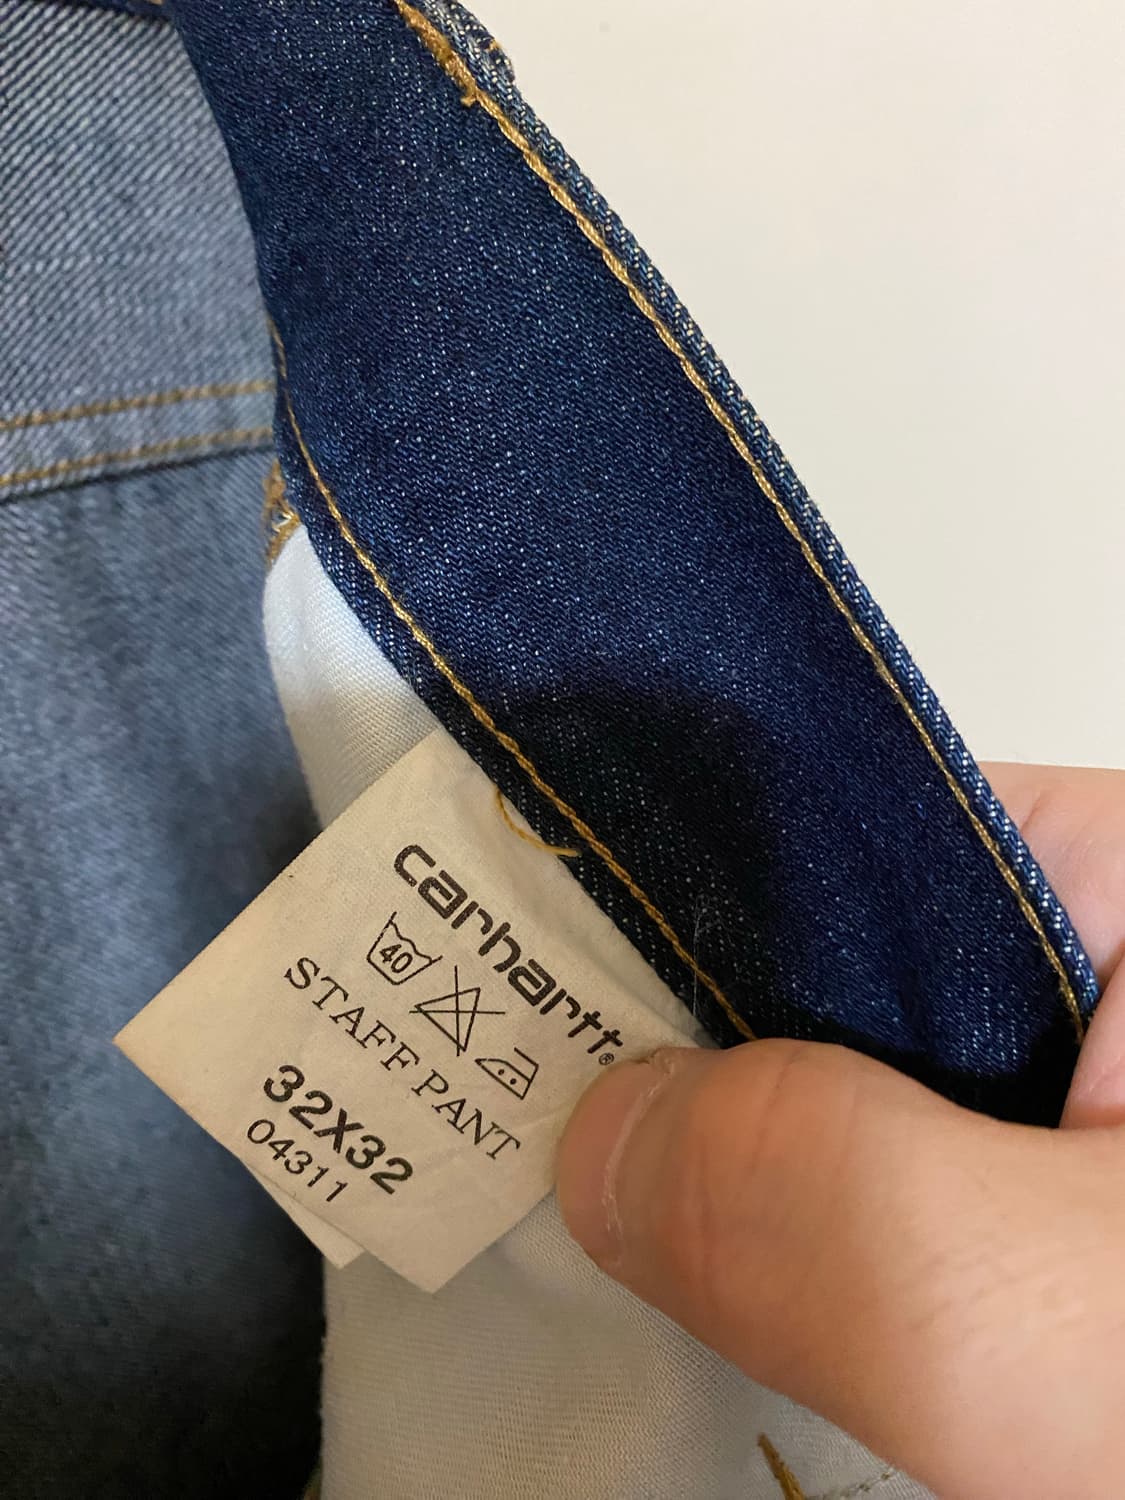 carhartt®
40
STAFF PANT
32X32
04311